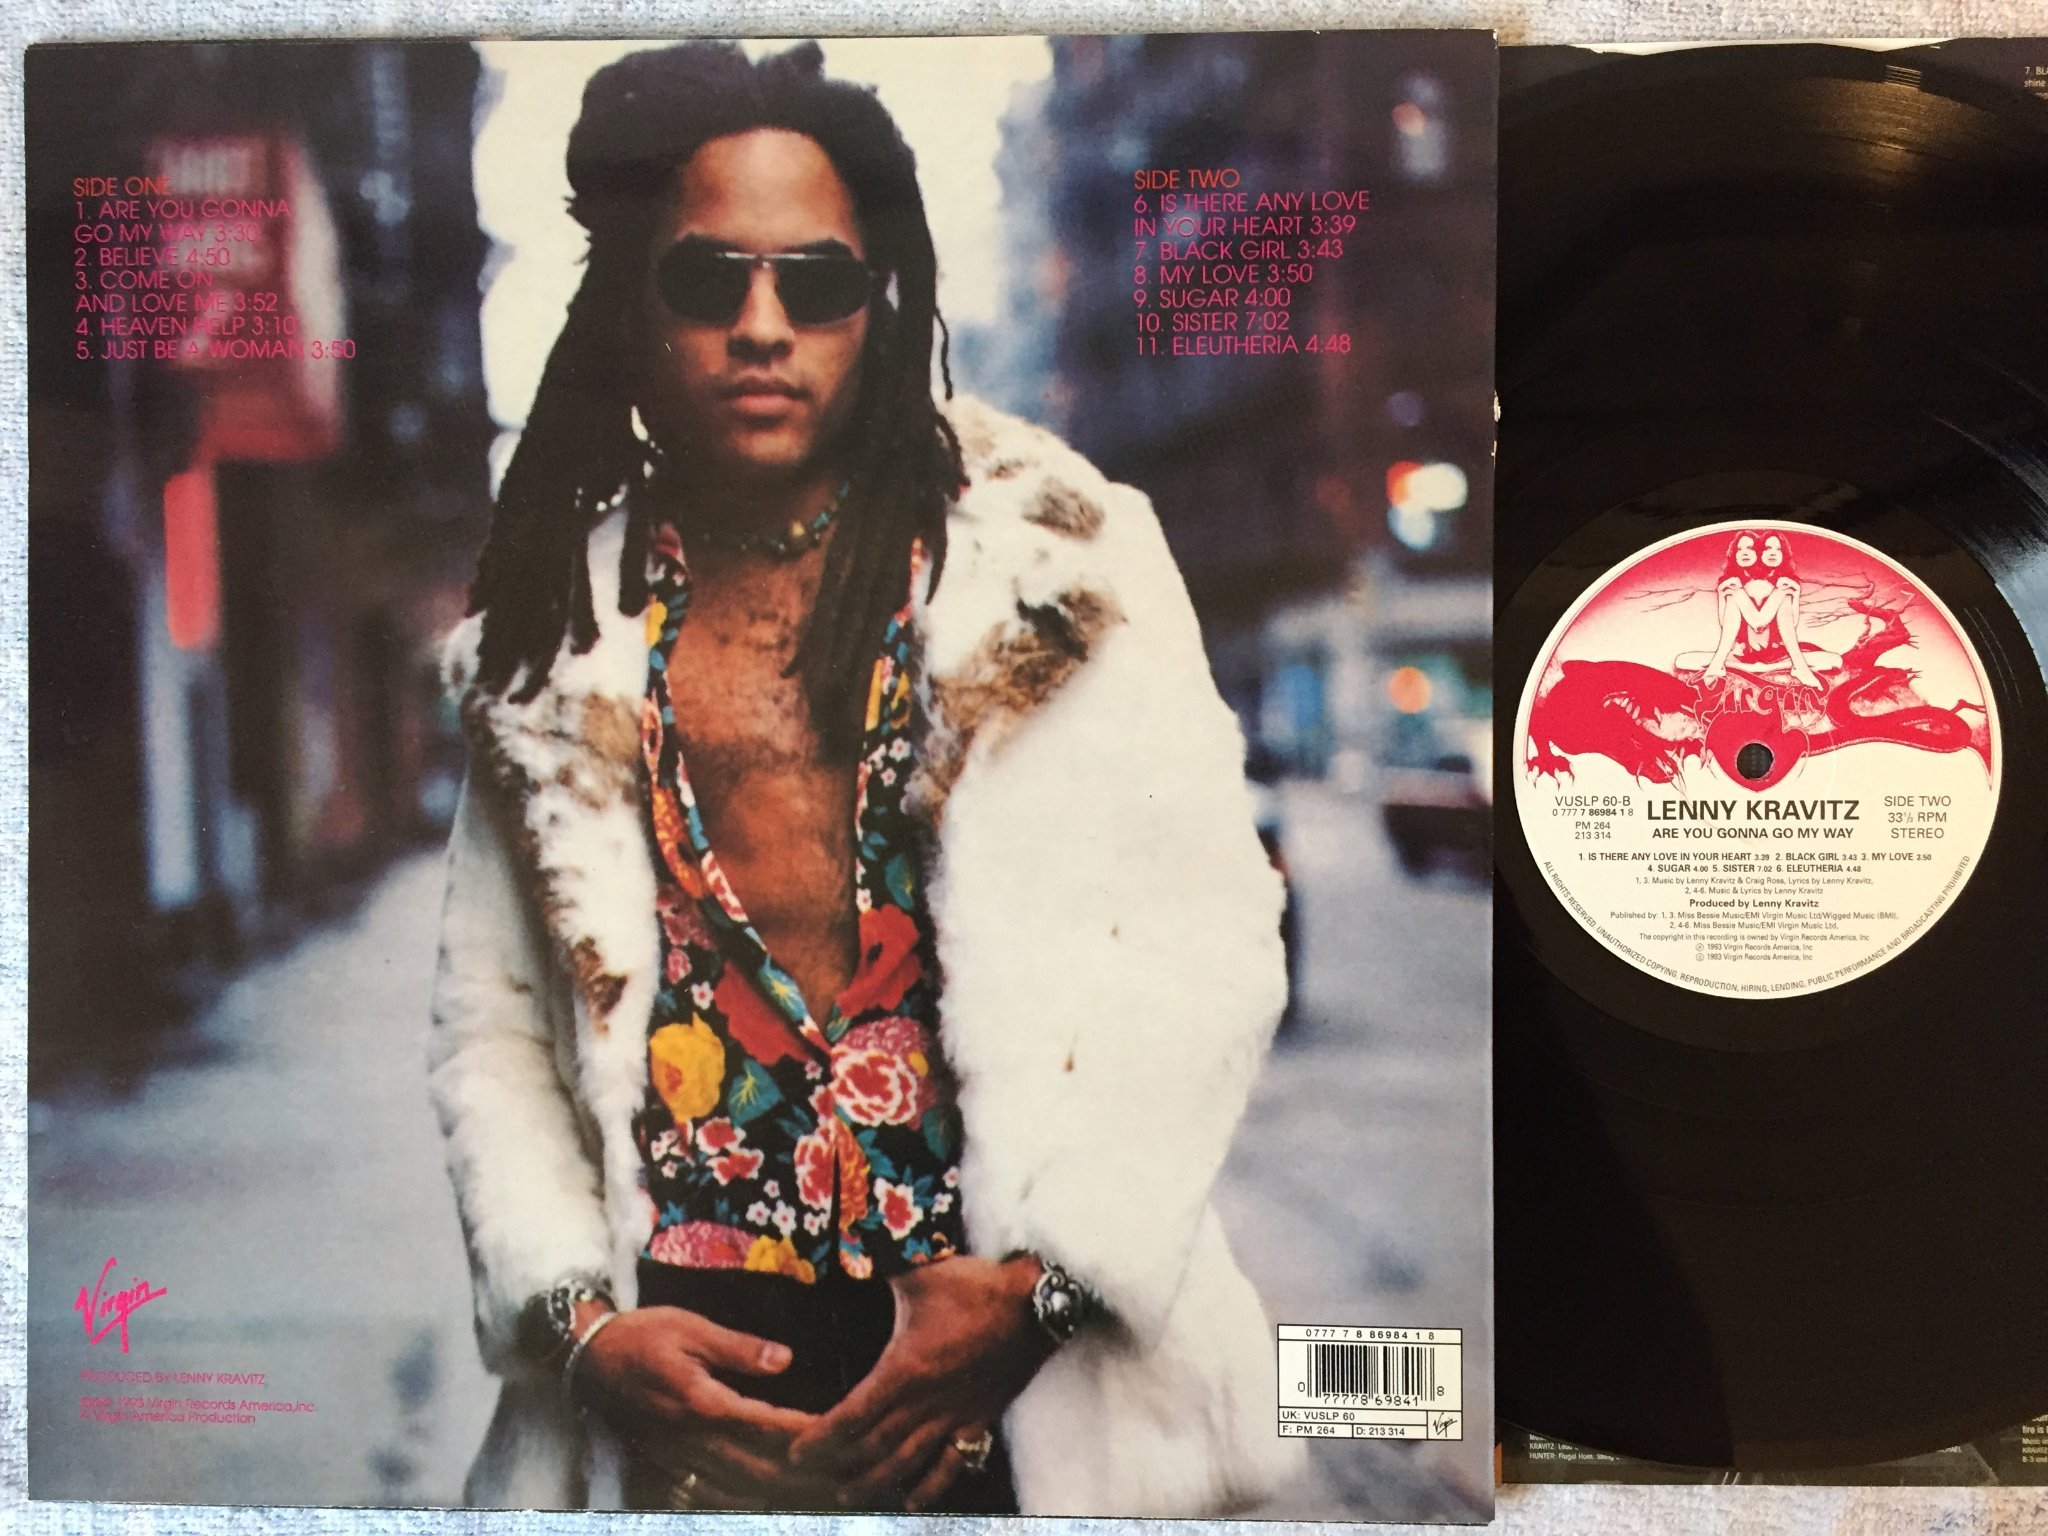 SIDE ONE
1. ARE YOU GONNA
GO MY WAY 3:30
2. BELIEVE 4:50
3. COME ON
AND LOVE ME 3:52
4. HEAVEN HELP 3:10
5. JUST BE A WOMAN 3:50
SIDE TWO
6. IS THERE ANY LOVE
IN YOUR HEART 3:39
7. BLACK GIRL 3:43
8. MY LOVE 3:50
9. SUGAR 4:00
10. SISTER 7:02
11. ELEUTHERIA 4:48
Virgin
PRODUCED BY LENNY KRAVITZ
℗&© 1993 Virgin Records America, Inc.
A Virgin America Production
0777 7 8 86984 1 8
0 77778 69841 8
UK: VUSLP 60
F: PM 264 D: 213 314
Virgin
Virgin
VUSLP 60-B
0 777 7 86984 1 8
PM 264
213 314
LENNY KRAVITZ
ARE YOU GONNA GO MY WAY
SIDE TWO
33⅓ RPM
STEREO
1. IS THERE ANY LOVE IN YOUR HEART 3.39 2. BLACK GIRL 3.43 3. MY LOVE 3.50
4. SUGAR 4.00 5. SISTER 7.02 6. ELEUTHERIA 4.48
1, 3. Music by Lenny Kravitz & Craig Ross, Lyrics by Lenny Kravitz,
2, 4-6. Music & Lyrics by Lenny Kravitz
Produced by Lenny Kravitz
Published by: 1, 3. Miss Bessie Music/EMI Virgin Music Ltd/Wigged Music (BMI),
2, 4-6. Miss Bessie Music/EMI Virgin Music Ltd,
The copyright in this recording is owned by Virgin Records America, Inc
℗ 1993 Virgin Records America, Inc
© 1993 Virgin Records America, Inc
ALL RIGHTS RESERVED. UNAUTHORIZED COPYING, REPRODUCTION, HIRING, LENDING, PUBLIC PERFORMANCE AND BROADCASTING PROHIBITED
shine
KRAVITZ:
HUNTER: Flugel Horn,
fire is